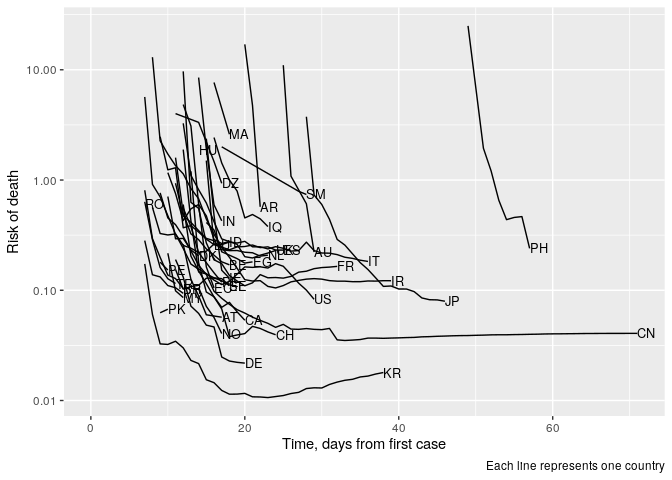 10.00
1.00
0.10
0.01
Risk of death
MA
HU
DZ
SM
RO
AR
IN
IQ
PH
ID
DK
NL
ES
AU
EG
IT
FR
PE
IR
US
JP
PK
AT
CA
NO
CH
CN
DE
KR
0
20
40
60
Time, days from first case
Each line represents one country